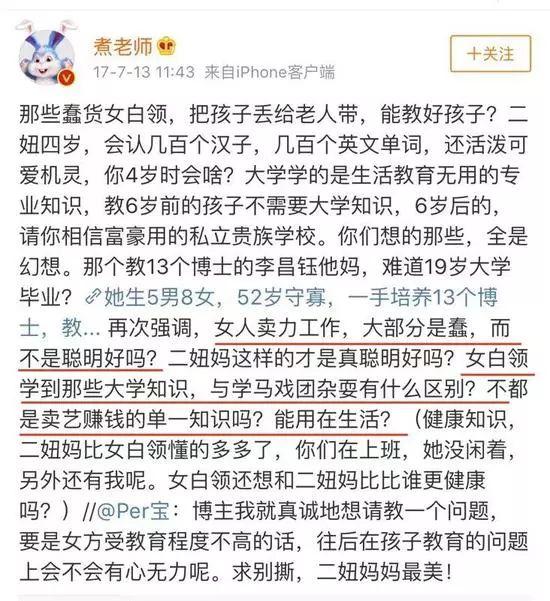 煮老师
17-7-13 11:43 来自iPhone客户端
+关注
那些蠢货女白领，把孩子丢给老人带，能教好孩子？二
妞四岁，会认几百个汉子，几百个英文单词，还活泼可
爱机灵，你4岁时会啥？大学学的是生活教育无用的专
业知识，教6岁前的孩子不需要大学知识，6岁后的，
请你相信富豪用的私立贵族学校。你们想的那些，全是
幻想。那个教13个博士的李昌钰他妈，难道19岁大学
毕业？她生5男8女，52岁守寡，一手培养13个博
士，教... 再次强调，女人卖力工作，大部分是蠢，而
不是聪明好吗？二妞妈这样的才是真聪明好吗？女白领
学到那些大学知识，与学马戏团杂耍有什么区别？不都
是卖艺赚钱的单一知识吗？能用在生活？（健康知识，
二妞妈比女白领懂的多多了，你们在上班，她没闲着，
另外还有我呢。女白领还想和二妞妈比比谁更健康
吗？）//@Per宝：博主我就真诚地想请教一个问题，
要是女方受教育程度不高的话，往后在孩子教育的问题
上会不会有心无力呢。求别撕，二妞妈妈最美！